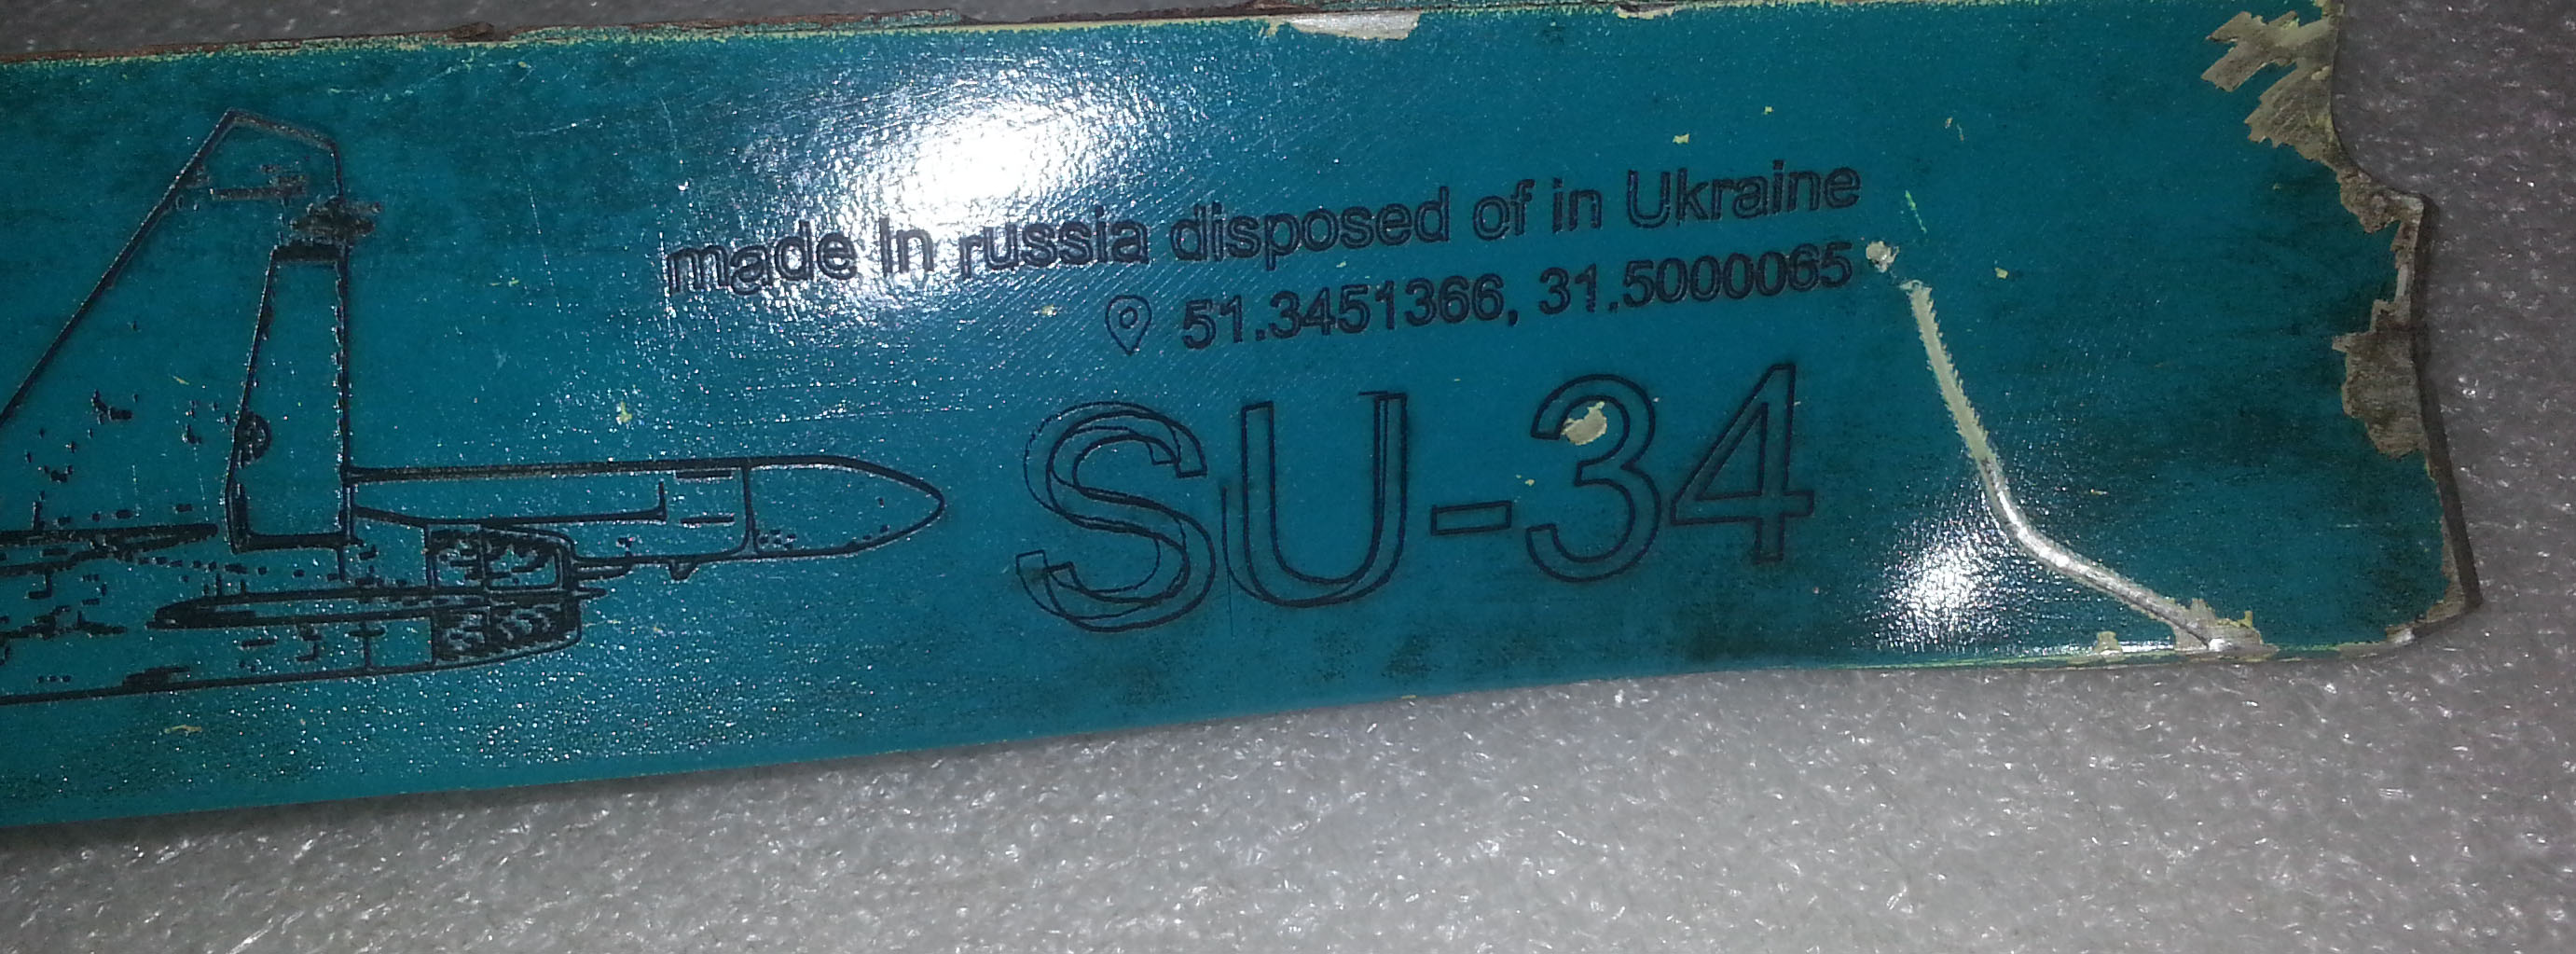 made in russia disposed of in Ukraine
51.3451366, 31.5000065
SU-34